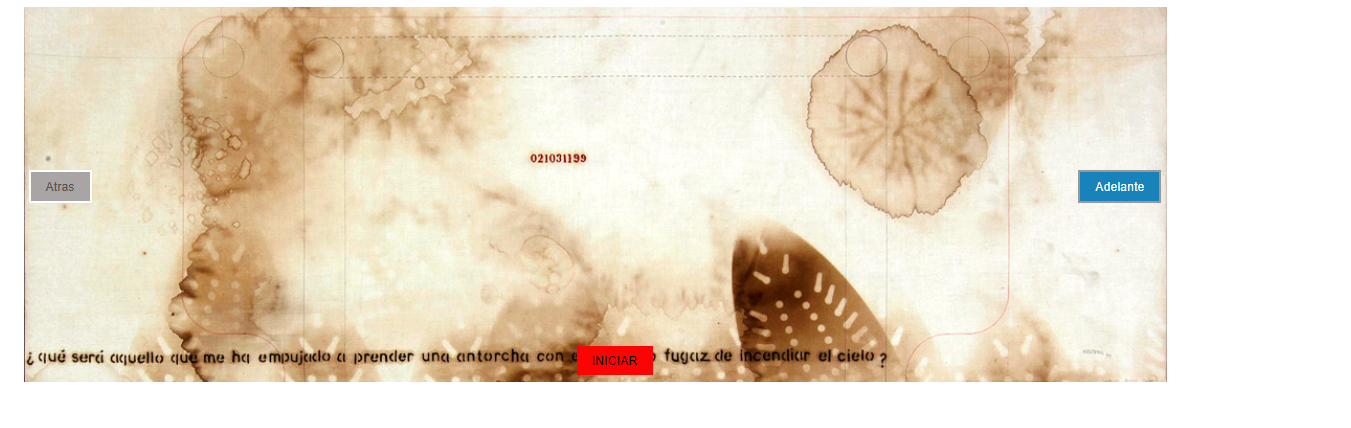 021031199
Atras
Adelante
¿ qué será aquello que me ha empujado a prender una antorcha con e o fugaz de incendiar el cielo ?
INICIAR